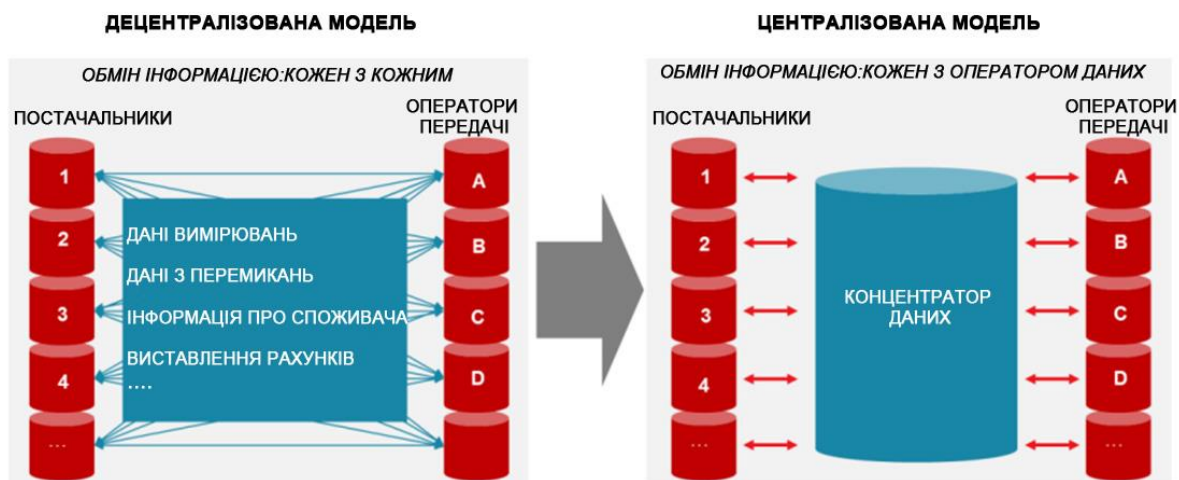 ДЕЦЕНТРАЛІЗОВАНА МОДЕЛЬ
ОБМІН ІНФОРМАЦІЄЮ:КОЖЕН З КОЖНИМ
ПОСТАЧАЛЬНИКИ
ОПЕРАТОРИ
ПЕРЕДАЧІ
1
2
3
4
...
ДАНІ ВИМІРЮВАНЬ
ДАНІ З ПЕРЕМИКАНЬ
ІНФОРМАЦІЯ ПРО СПОЖИВАЧА
ВИСТАВЛЕННЯ РАХУНКІВ
....
A
B
C
D
ЦЕНТРАЛІЗОВАНА МОДЕЛЬ
ОБМІН ІНФОРМАЦІЄЮ:КОЖЕН З ОПЕРАТОРОМ ДАНИХ
ПОСТАЧАЛЬНИКИ
ОПЕРАТОРИ
ПЕРЕДАЧІ
1
2
3
4
...
КОНЦЕНТРАТОР
ДАНИХ
A
B
C
D
...